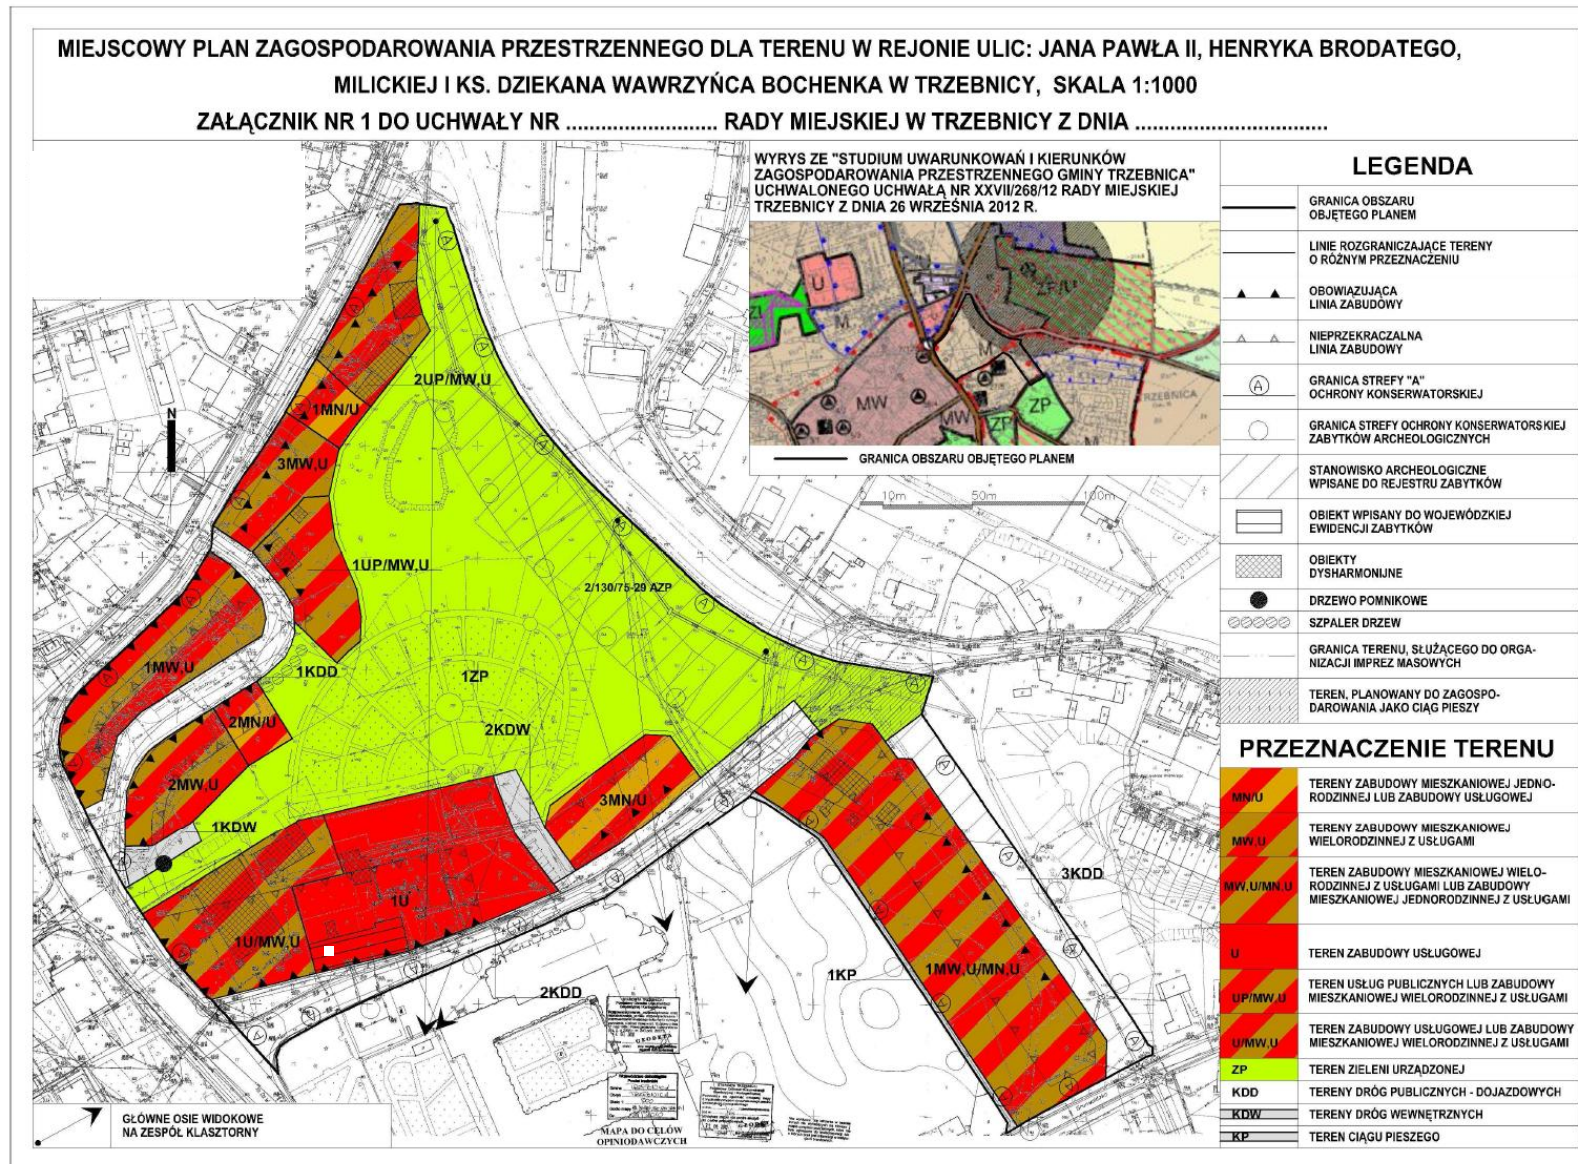 MIEJSCOWY PLAN ZAGOSPODAROWANIA PRZESTRZENNEGO DLA TERENU W REJONIE ULIC: JANA PAWŁA II, HENRYKA BRODATEGO,
MILICKIEJ I KS. DZIEKANA WAWRZYŃCA BOCHENKA W TRZEBNICY, SKALA 1:1000
ZAŁĄCZNIK NR 1 DO UCHWAŁY NR ....................... RADY MIEJSKIEJ W TRZEBNICY Z DNIA ................................
WYRYS ZE "STUDIUM UWARUNKOWAŃ I KIERUNKÓW
ZAGOSPODAROWANIA PRZESTRZENNEGO GMINY TRZEBNICA"
UCHWALONEGO UCHWAŁĄ NR XXVII/268/12 RADY MIEJSKIEJ
TRZEBNICY Z DNIA 26 WRZEŚNIA 2012 R.
U
M
ZP/U
M
MW
MW
ZP
ZP
M
GRANICA OBSZARU OBJĘTEGO PLANEM
0 10m 50m 100m
N
2UP/MW,U
1MN/U
3MW,U
1UP/MW,U
2/130/75-29 AZP
1MW,U
1KDD
1ZP
2MN/U
2KDW
2MW,U
3MN/U
1KDW
3KDD
1U
1U/MW,U
1KP
1MW,U/MN,U
2KDD
MAPA DO CELÓW
OPINIODAWCZYCH
GŁÓWNE OSIE WIDOKOWE
NA ZESPÓŁ KLASZTORNY
LEGENDA
GRANICA OBSZARU
OBJĘTEGO PLANEM
LINIE ROZGRANICZAJĄCE TERENY
O RÓŻNYM PRZEZNACZENIU
OBOWIĄZUJĄCA
LINIA ZABUDOWY
NIEPRZEKRACZALNA
LINIA ZABUDOWY
A
GRANICA STREFY "A"
OCHRONY KONSERWATORSKIEJ
GRANICA STREFY OCHRONY KONSERWATORSKIEJ
ZABYTKÓW ARCHEOLOGICZNYCH
STANOWISKO ARCHEOLOGICZNE
WPISANE DO REJESTRU ZABYTKÓW
OBIEKT WPISANY DO WOJEWÓDZKIEJ
EWIDENCJI ZABYTKÓW
OBIEKTY
DYSHARMONIJNE
DRZEWO POMNIKOWE
SZPALER DRZEW
GRANICA TERENU, SŁUŻĄCEGO DO ORGA-
NIZACJI IMPREZ MASOWYCH
TEREN, PLANOWANY DO ZAGOSPO-
DAROWANIA JAKO CIĄG PIESZY
PRZEZNACZENIE TERENU
MN/U
TERENY ZABUDOWY MIESZKANIOWEJ JEDNO-
RODZINNEJ LUB ZABUDOWY USŁUGOWEJ
MW,U
TERENY ZABUDOWY MIESZKANIOWEJ
WIELORODZINNEJ Z USŁUGAMI
MW,U/MN,U
TEREN ZABUDOWY MIESZKANIOWEJ WIELO-
RODZINNEJ Z USŁUGAMI LUB ZABUDOWY
MIESZKANIOWEJ JEDNORODZINNEJ Z USŁUGAMI
U
TEREN ZABUDOWY USŁUGOWEJ
UP/MW,U
TEREN USŁUG PUBLICZNYCH LUB ZABUDOWY
MIESZKANIOWEJ WIELORODZINNEJ Z USŁUGAMI
U/MW,U
TEREN ZABUDOWY USŁUGOWEJ LUB ZABUDOWY
MIESZKANIOWEJ WIELORODZINNEJ Z USŁUGAMI
ZP
TEREN ZIELENI URZĄDZONEJ
KDD
TERENY DRÓG PUBLICZNYCH - DOJAZDOWYCH
KDW
TERENY DRÓG WEWNĘTRZNYCH
KP
TEREN CIĄGU PIESZEGO